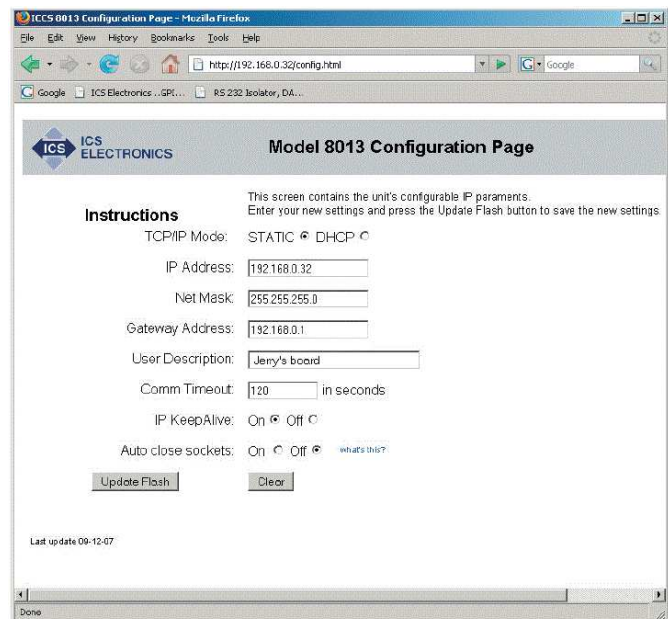 ICCS 8013 Configuration Page - Mozilla Firefox
File Edit View History Bookmarks Tools Help
http://192.168.0.32/config.html
Google
Google ICS Electronics ..GPI... RS 232 Isolator, DA...
ICS
ICS
ELECTRONICS
Model 8013 Configuration Page
Instructions
This screen contains the unit's configurable IP paraments.
Enter your new settings and press the Update Flash button to save the new settings
TCP/IP Mode: STATIC DHCP
IP Address: 192.168.0.32
Net Mask: 255.255.255.0
Gateway Address: 192.168.0.1
User Description: Jerry's board
Comm Timeout: 120 in seconds
IP KeepAlive: On Off
Auto close sockets: On Off what's this?
Update Flash Clear
Last update 09-12-07
Done